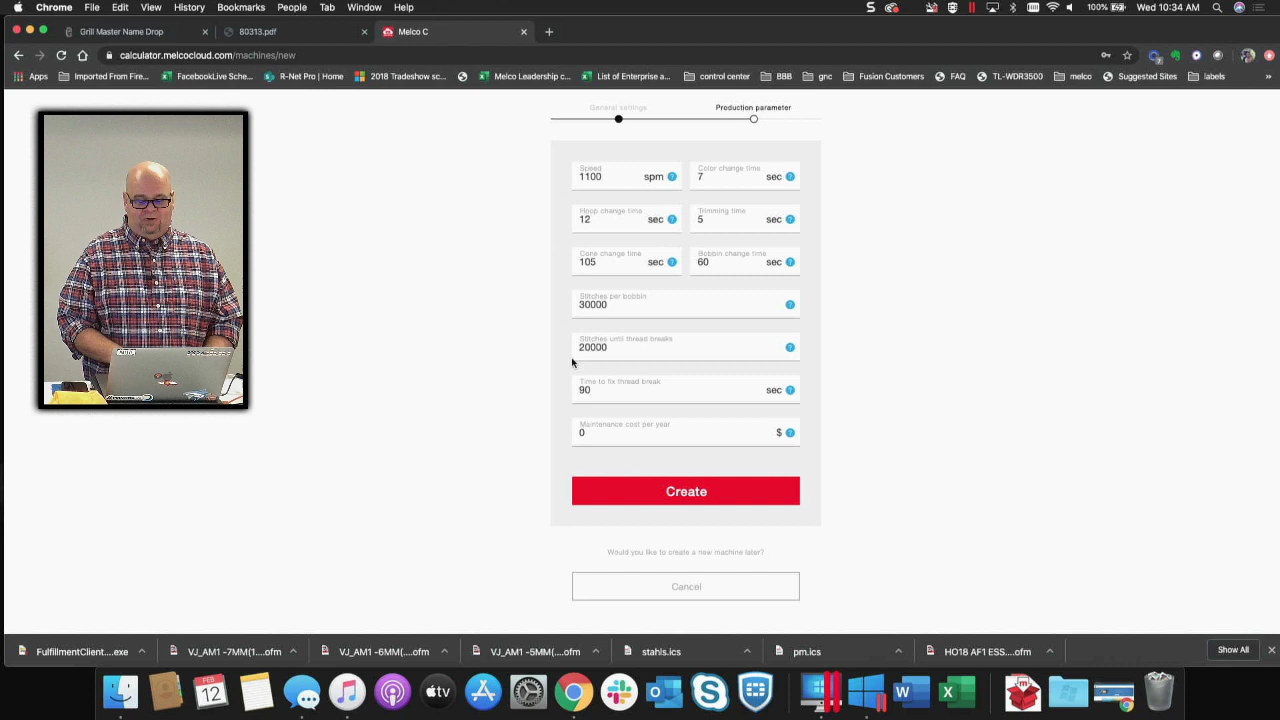 Chrome File Edit View History Bookmarks People Tab Window Help 100% Wed 10:34 AM
Grill Master Name Drop 80313.pdf Melco C
calculator.melcocloud.com/machines/new
Apps Imported From Fire... FacebookLive Sche... R-Net Pro | Home 2018 Tradeshow sc... Melco Leadership c... List of Enterprise a... control center BBB gnc Fusion Customers FAQ TL-WDR3500 melco Suggested Sites labels »
General settings Production parameter
Speed Color change time
1100 spm ? 7 sec ?
Hoop change time Trimming time
12 sec ? 5 sec ?
Cone change time Bobbin change time
105 sec ? 60 sec ?
Stitches per bobbin
30000 ?
Stitches until thread breaks
20000 ?
Time to fix thread break
90 sec ?
Maintenance cost per year
0 $ ?
Create
Would you like to create a new machine later?
Cancel
FulfillmentClient....exe VJ_AM1 -7MM(1....ofm VJ_AM1 -6MM(....ofm VJ_AM1 -5MM(....ofm stahls.ics pm.ics HO18 AF1 ESS....ofm Show All
FEB
12
tv